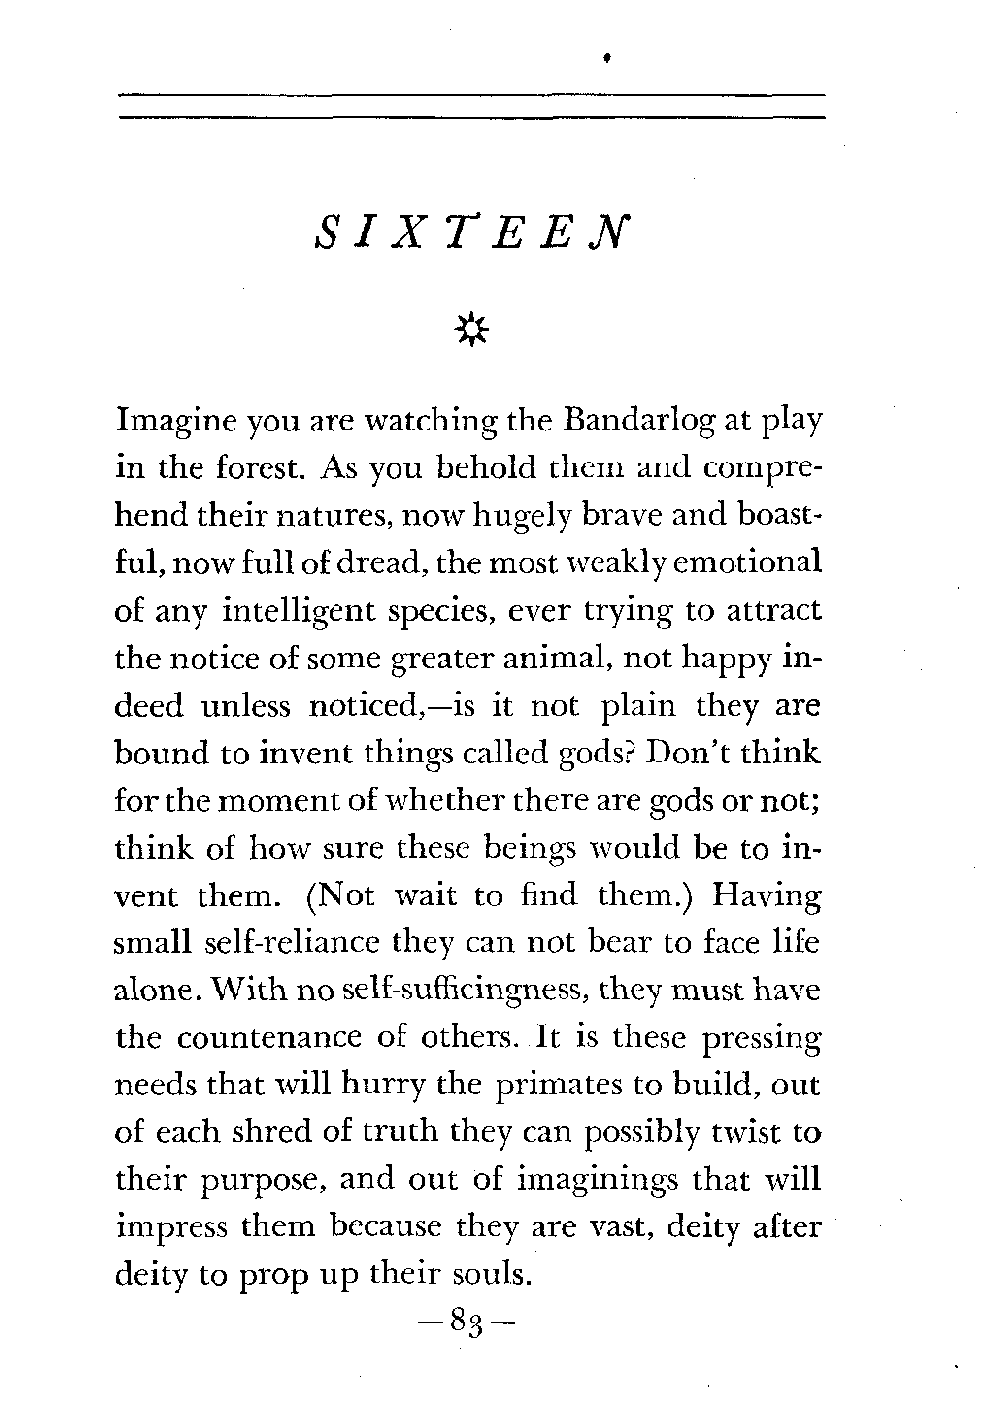 SIXTEEN
Imagine you are watching the Bandarlog at play
in the forest. As you behold them and compre-
hend their natures, now hugely brave and boast-
ful, now full of dread, the most weakly emotional
of any intelligent species, ever trying to attract
the notice of some greater animal, not happy in-
deed unless noticed,—is it not plain they are
bound to invent things called gods? Don't think
for the moment of whether there are gods or not;
think of how sure these beings would be to in-
vent them. (Not wait to find them.) Having
small self-reliance they can not bear to face life
alone. With no self-sufficingness, they must have
the countenance of others. It is these pressing
needs that will hurry the primates to build, out
of each shred of truth they can possibly twist to
their purpose, and out of imaginings that will
impress them because they are vast, deity after
deity to prop up their souls.
—83—